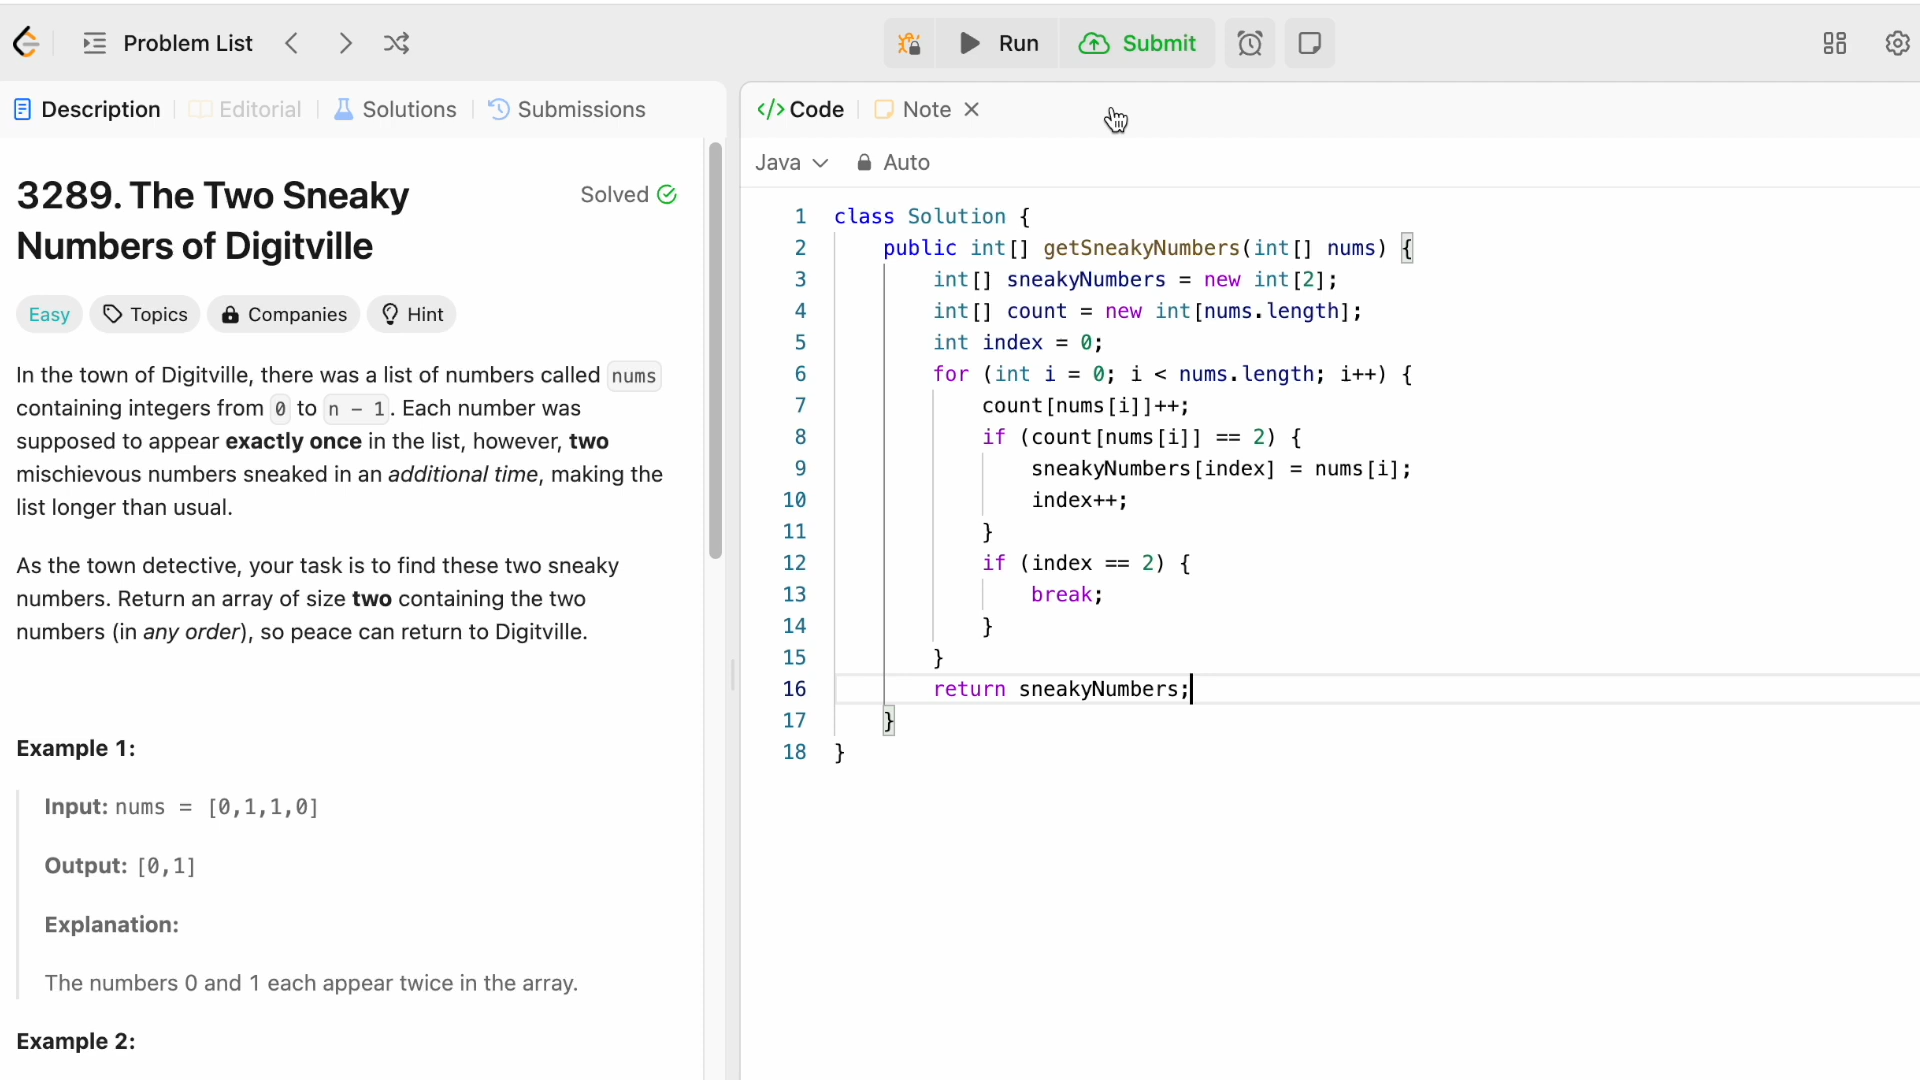 Problem List Run Submit
Description Editorial Solutions Submissions
3289. The Two Sneaky
Numbers of Digitville
Solved
Easy Topics Companies Hint
In the town of Digitville, there was a list of numbers called nums
containing integers from 0 to n - 1. Each number was
supposed to appear exactly once in the list, however, two
mischievous numbers sneaked in an additional time, making the
list longer than usual.
As the town detective, your task is to find these two sneaky
numbers. Return an array of size two containing the two
numbers (in any order), so peace can return to Digitville.
Example 1:
Input: nums = [0,1,1,0]
Output: [0,1]
Explanation:
The numbers 0 and 1 each appear twice in the array.
Example 2:
</> Code Note
Java Auto
1 class Solution {
2 public int[] getSneakyNumbers(int[] nums) {
3 int[] sneakyNumbers = new int[2];
4 int[] count = new int[nums.length];
5 int index = 0;
6 for (int i = 0; i < nums.length; i++) {
7 count[nums[i]]++;
8 if (count[nums[i]] == 2) {
9 sneakyNumbers[index] = nums[i];
10 index++;
11 }
12 if (index == 2) {
13 break;
14 }
15 }
16 return sneakyNumbers;
17 }
18 }